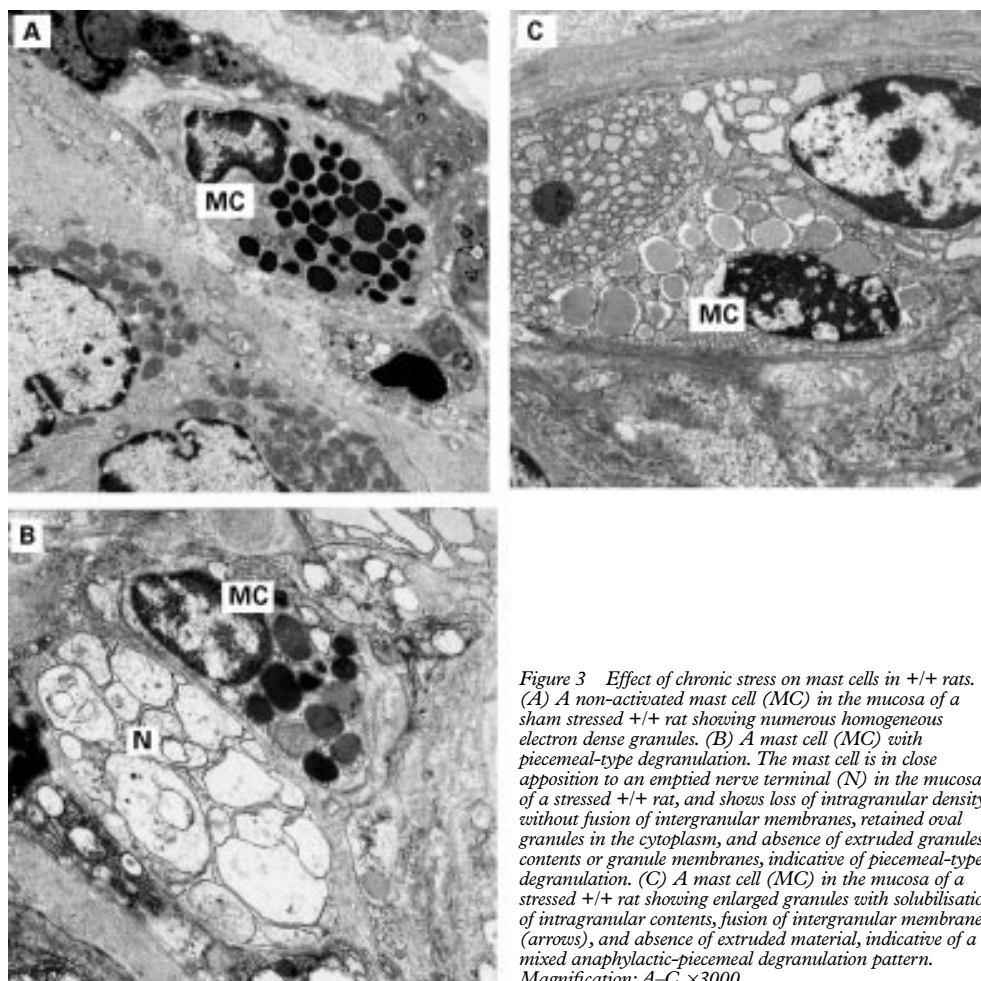 A
MC
C
MC
B
MC
N
Figure 3 Effect of chronic stress on mast cells in +/+ rats.
(A) A non-activated mast cell (MC) in the mucosa of a
sham stressed +/+ rat showing numerous homogeneous
electron dense granules. (B) A mast cell (MC) with
piecemeal-type degranulation. The mast cell is in close
apposition to an emptied nerve terminal (N) in the mucosa
of a stressed +/+ rat, and shows loss of intragranular density
without fusion of intergranular membranes, retained oval
granules in the cytoplasm, and absence of extruded granules
contents or granule membranes, indicative of piecemeal-type
degranulation. (C) A mast cell (MC) in the mucosa of a
stressed +/+ rat showing enlarged granules with solubilisatio
of intragranular contents, fusion of intergranular membrane
(arrows), and absence of extruded material, indicative of a
mixed anaphylactic-piecemeal degranulation pattern.
Magnification: A–C, ×3000